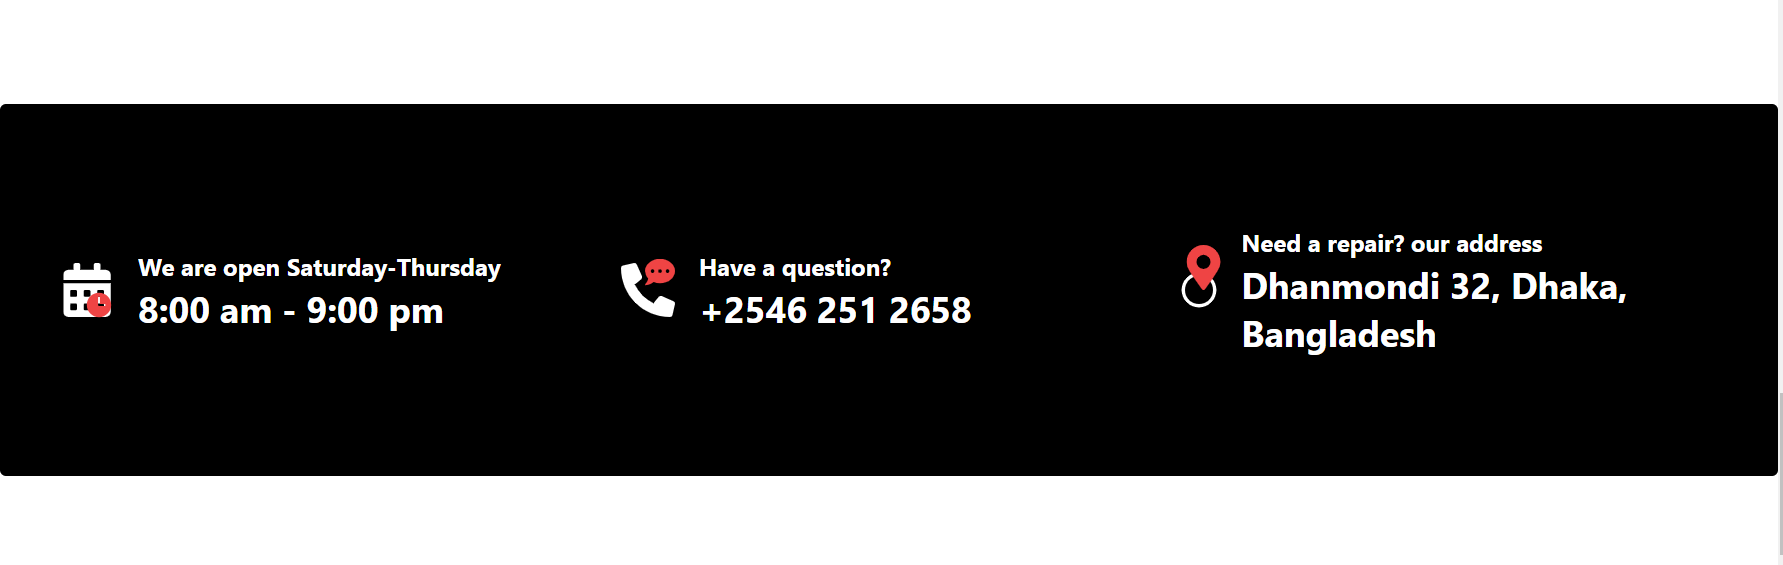 We are open Saturday-Thursday
8:00 am - 9:00 pm
Have a question?
+2546 251 2658
Need a repair? our address
Dhanmondi 32, Dhaka,
Bangladesh